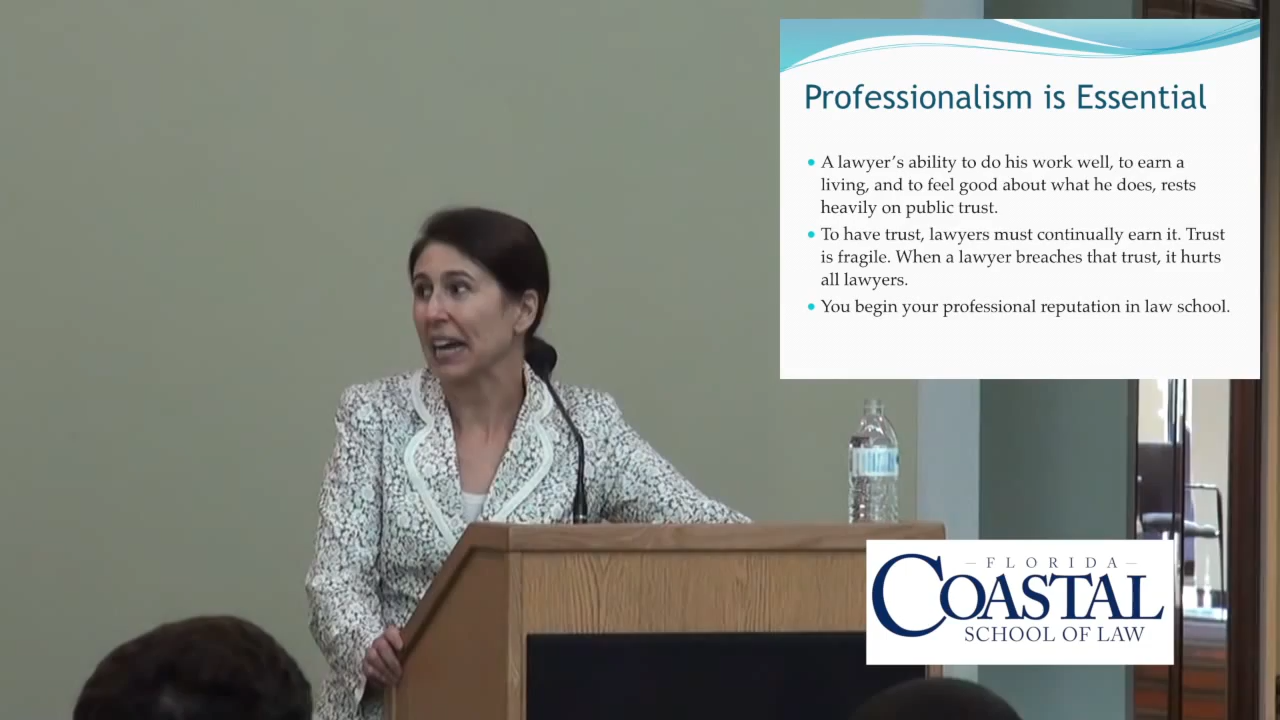 Professionalism is Essential
A lawyer's ability to do his work well, to earn a
living, and to feel good about what he does, rests
heavily on public trust.
To have trust, lawyers must continually earn it. Trust
is fragile. When a lawyer breaches that trust, it hurts
all lawyers.
You begin your professional reputation in law school.
FLORIDA
COASTAL
SCHOOL OF LAW